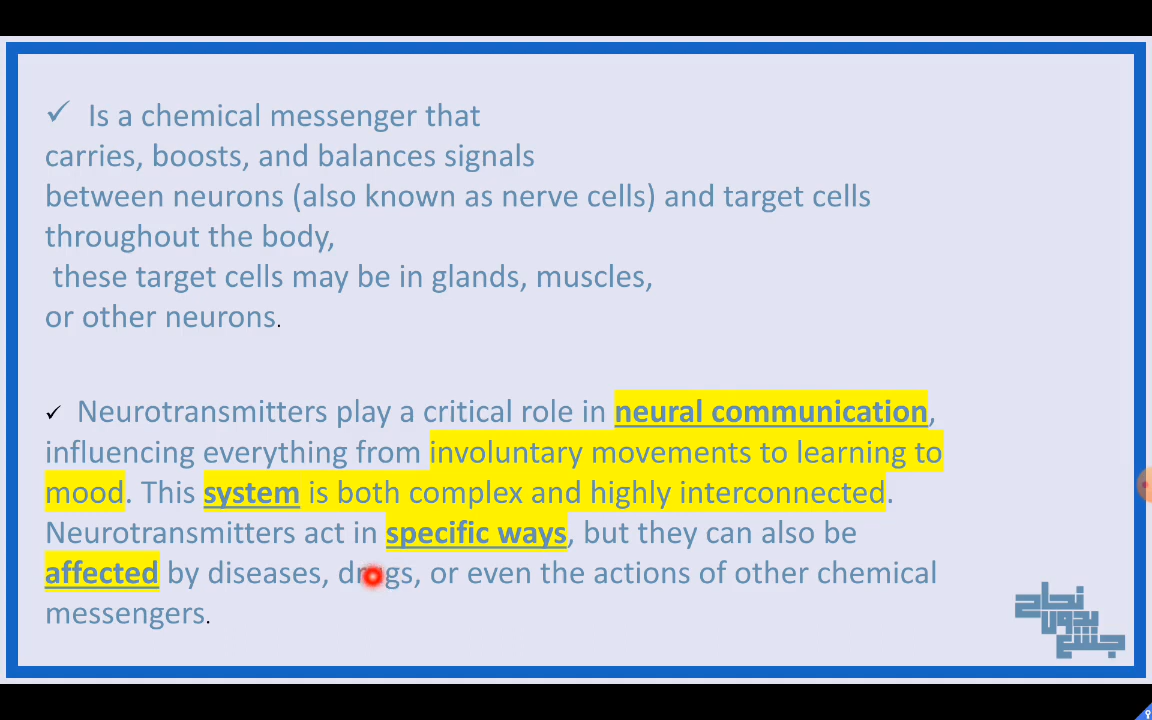 ✓ Is a chemical messenger that
carries, boosts, and balances signals
between neurons (also known as nerve cells) and target cells
throughout the body,
these target cells may be in glands, muscles,
or other neurons.
✓ Neurotransmitters play a critical role in neural communication,
influencing everything from involuntary movements to learning to
mood. This system is both complex and highly interconnected.
Neurotransmitters act in specific ways, but they can also be
affected by diseases, drugs, or even the actions of other chemical
messengers.
نجاح
بدون
جشع